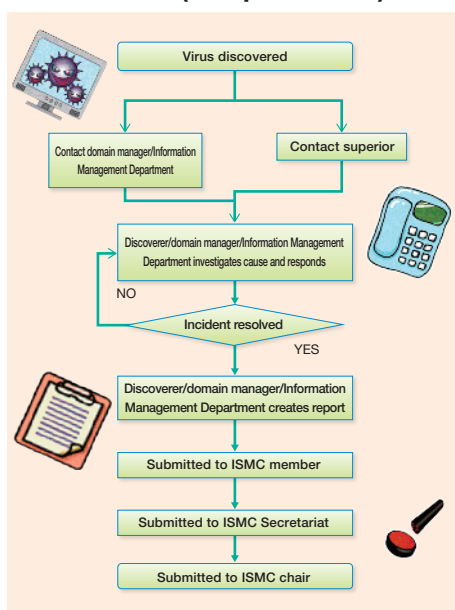 Virus discovered
Contact domain manager/Information
Management Department
Contact superior
Discoverer/domain manager/Information Management
Department investigates cause and responds
NO
Incident resolved
YES
Discoverer/domain manager/Information
Management Department creates report
Submitted to ISMC member
Submitted to ISMC Secretariat
Submitted to ISMC chair